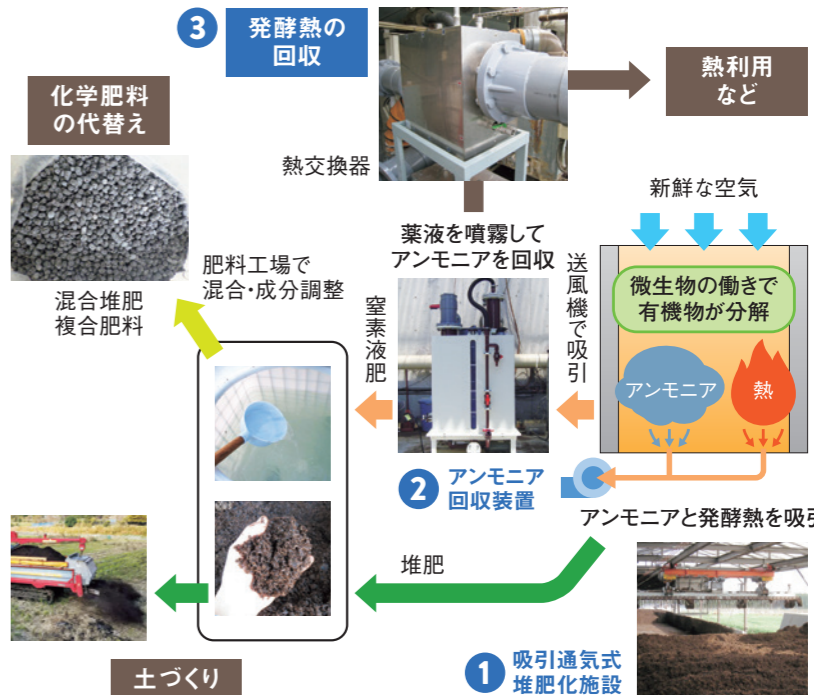 3
発酵熱の
回収
熱利用
など
化学肥料
の代替え
熱交換器
新鮮な空気
薬液を噴霧して
アンモニアを回収
肥料工場で
混合・成分調整
混合堆肥
複合肥料
窒素液肥
送風機で吸引
微生物の働きで
有機物が分解
アンモニア
熱
2
アンモニア
回収装置
アンモニアと発酵熱を吸引
堆肥
土づくり
1
吸引通気式
堆肥化施設